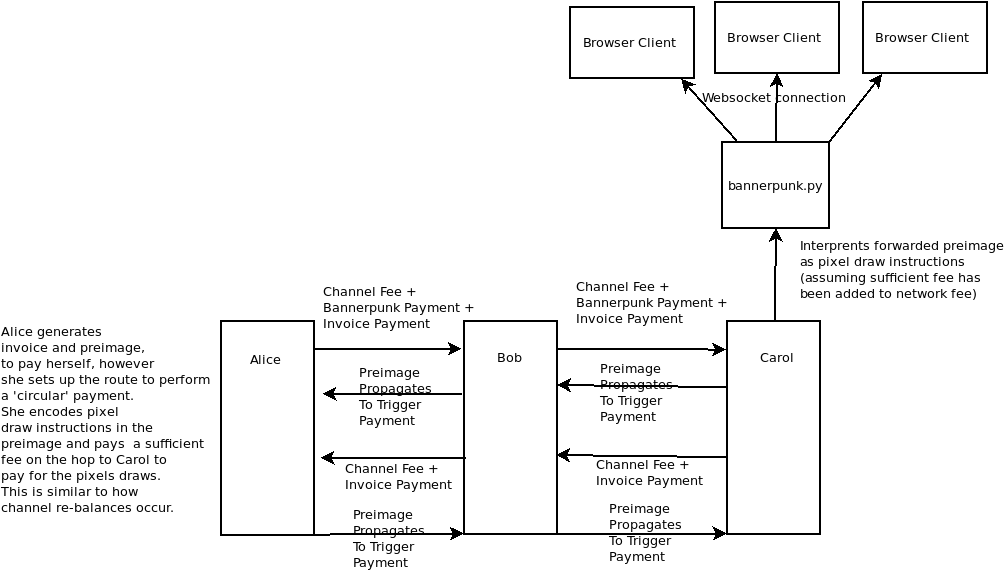 Browser Client
Browser Client
Browser Client
Websocket connection
bannerpunk.py
Interprents forwarded preimage
as pixel draw instructions
(assuming sufficient fee has
been added to network fee)
Channel Fee +
Bannerpunk Payment +
Invoice Payment
Channel Fee +
Bannerpunk Payment +
Invoice Payment
Alice generates
invoice and preimage,
to pay herself, however
she sets up the route to perform
a 'circular' payment.
She encodes pixel
draw instructions in the
preimage and pays  a sufficient
fee on the hop to Carol to
pay for the pixels draws.
This is similar to how
channel re-balances occur.
Alice
Bob
Carol
Preimage
Propagates
To Trigger
Payment
Preimage
Propagates
To Trigger
Payment
Channel Fee +
Invoice Payment
Channel Fee +
Invoice Payment
Preimage
Propagates
To Trigger
Payment
Preimage
Propagates
To Trigger
Payment